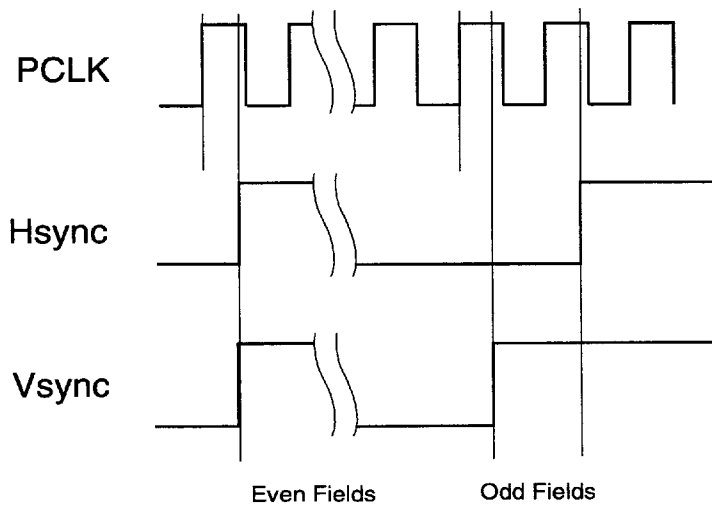 PCLK
Hsync
Vsync
Even Fields
Odd Fields